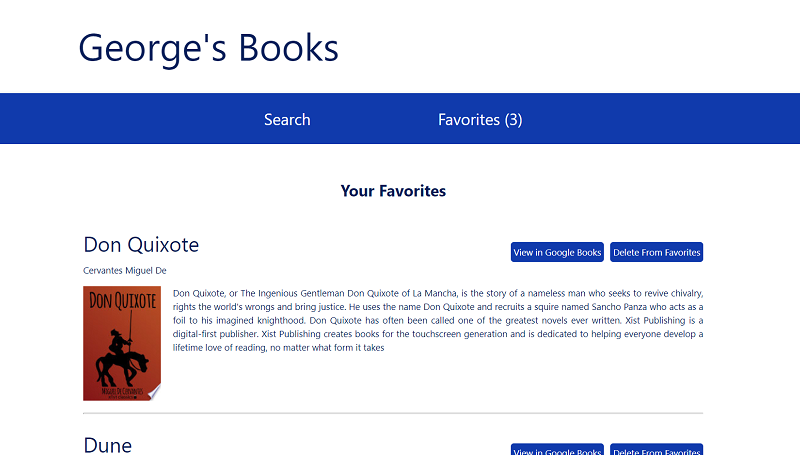 George's Books
Search
Favorites (3)
Your Favorites
Don Quixote
View in Google Books
Delete From Favorites
Cervantes Miguel De
DON QUIXOTE
MIGUEL DE CERVANTES
Don Quixote, or The Ingenious Gentleman Don Quixote of La Mancha, is the story of a nameless man who seeks to revive chivalry,
rights the world's wrongs and bring justice. He uses the name Don Quixote and recruits a squire named Sancho Panza who acts as a
foil to his imagined knighthood. Don Quixote has often been called one of the greatest novels ever written. Xist Publishing is a
digital-first publisher. Xist Publishing creates books for the touchscreen generation and is dedicated to helping everyone develop a
lifetime love of reading, no matter what form it takes
Dune
View in Google Books
Delete From Favorites